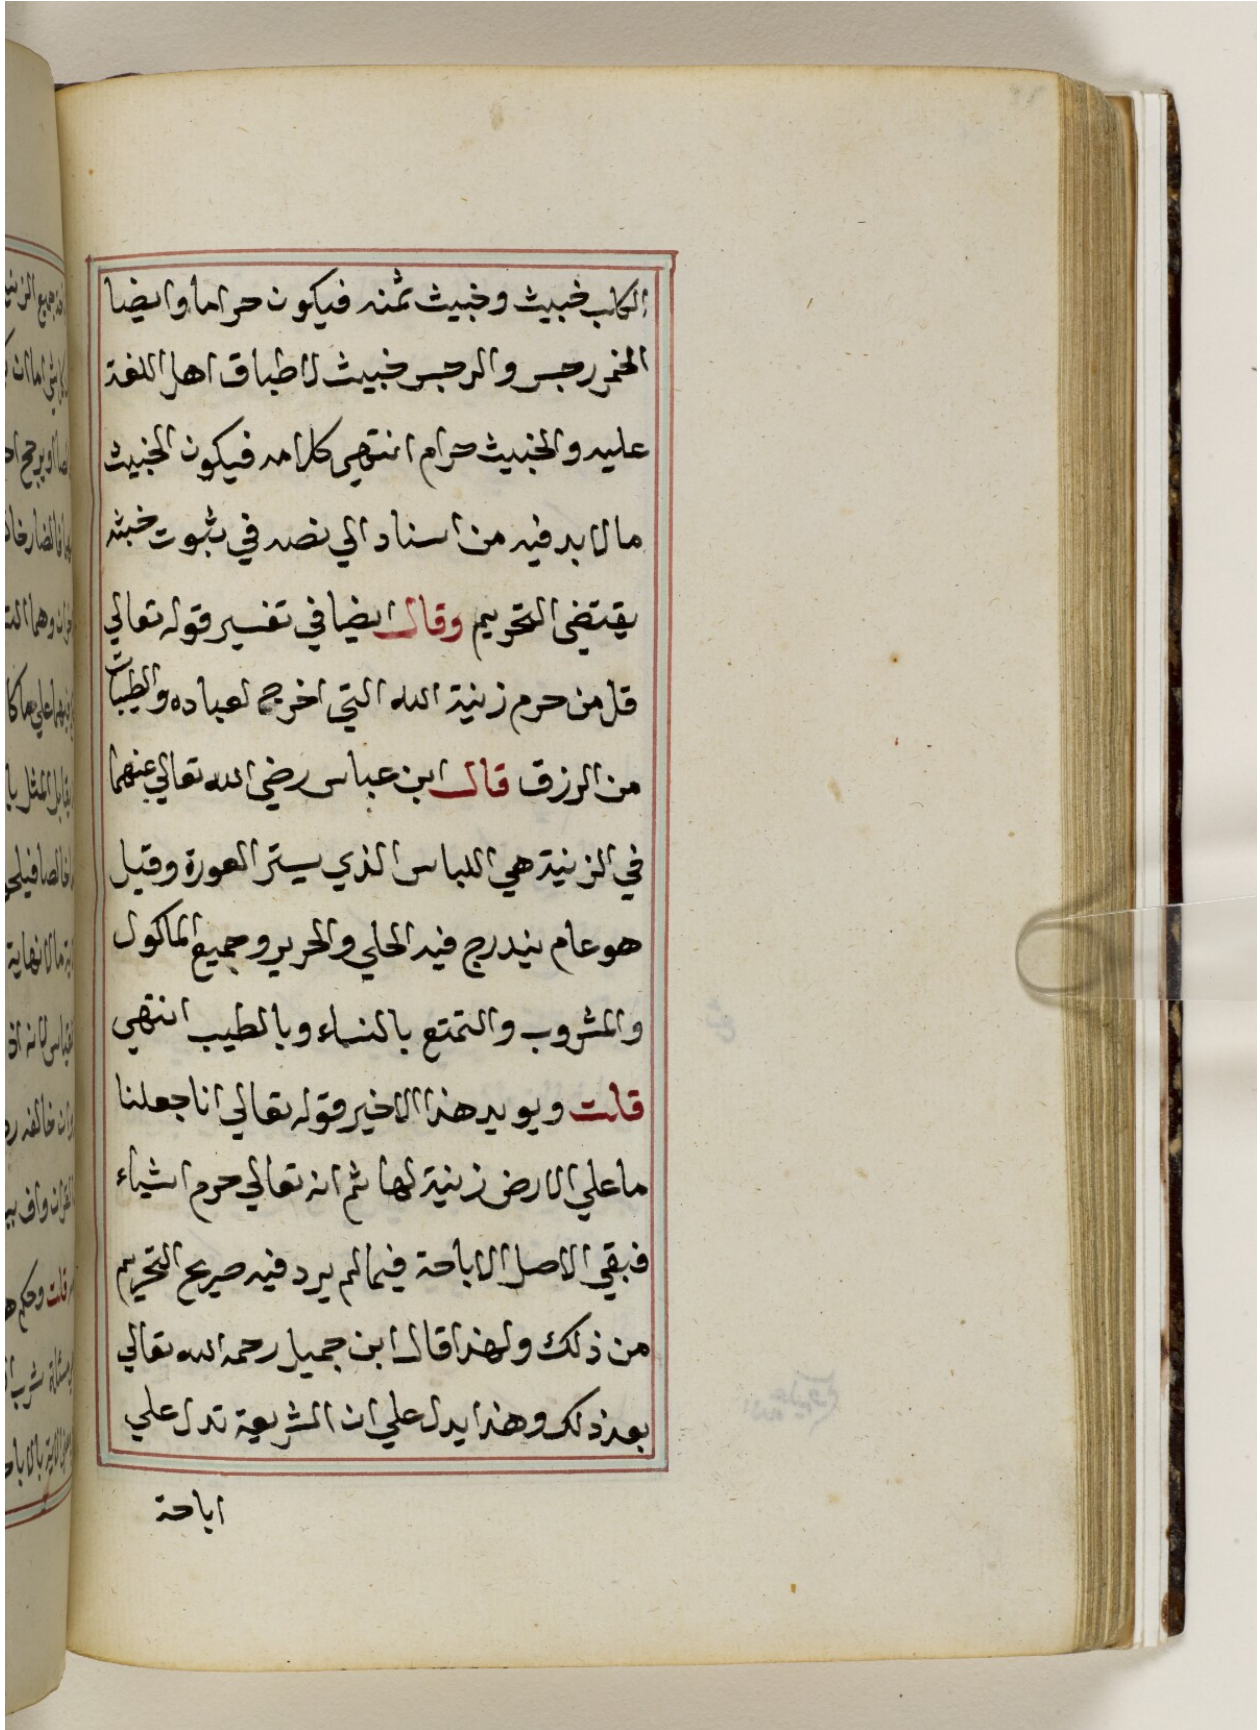 الكلب خبيث وخبيث ثمنه فيكون حراما وايضا
الخمر رجس والرجس خبيث لاطباق اهل اللغة
عليه والخبيث حرام انتهي كلامه فيكون الخبيث
مالابد فيه من اسناد الي نصه في ثبوت خبثه
يقتضي التحريم وقال ايضا في تفسير قوله تعالي
قل من حرم زينة الله التي اخرج لعباده والطيبات
من الرزق قال ابن عباس رضي الله تعالي عنهما
في الزينة هي اللباس الذي يستر العورة وقيل
هو عام يندرج فيه الحلي والحرير وجميع الماكول
والمشروب والتمتع بالنساء وبالطيب انتهي
قلت ويويد هذا الاخير قوله تعالي انا جعلنا
ما علي الارض زينة لها ثم انه تعالي حرم اشياء
فبقي الاصل الاباحة فيما لم يرد فيه صريح التحريم
من ذلك ولهذا قال ابن جميل رحمه الله تعالي
بعد ذلك وهذا يدل علي ان الشريعة تدل علي
اباحة